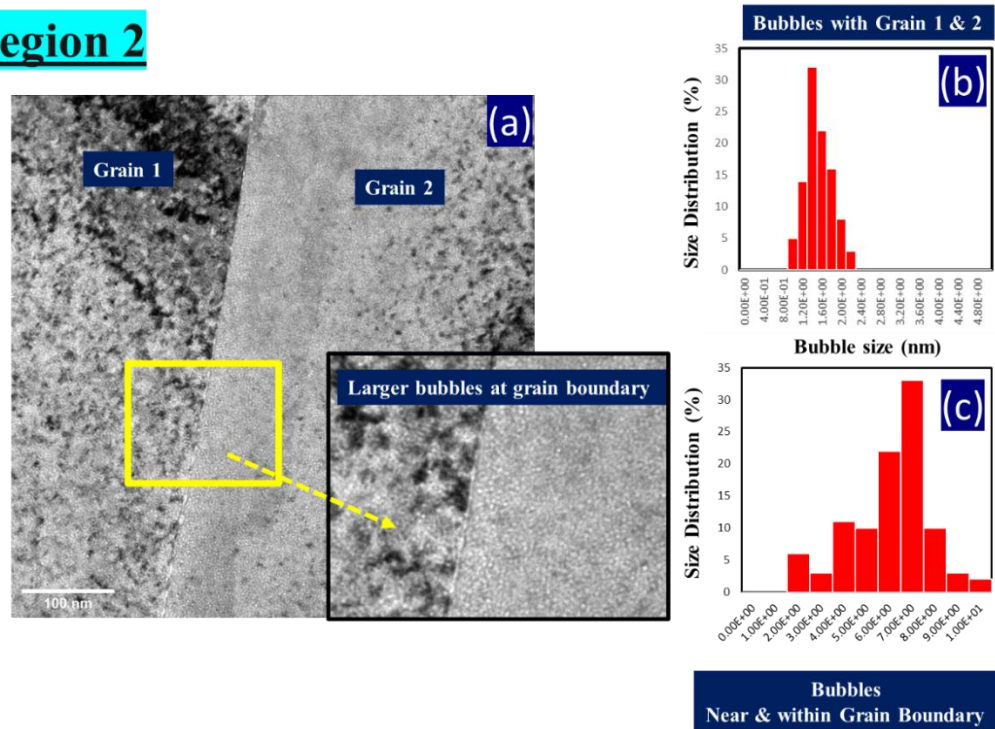 egion 2
(a)
Grain 1
Grain 2
Larger bubbles at grain boundary
100 nm
Bubbles with Grain 1 & 2
(b)
Size Distribution (%)
35
30
25
20
15
10
5
0
0.00E+00
4.00E-01
8.00E-01
1.20E+00
1.60E+00
2.00E+00
2.40E+00
2.80E+00
3.20E+00
3.60E+00
4.00E+00
4.40E+00
4.80E+00
Bubble size (nm)
(c)
Size Distribution (%)
35
30
25
20
15
10
5
0
0.00E+00
1.00E+00
2.00E+00
3.00E+00
4.00E+00
5.00E+00
6.00E+00
7.00E+00
8.00E+00
9.00E+00
1.00E+01
Bubbles
Near & within Grain Boundary